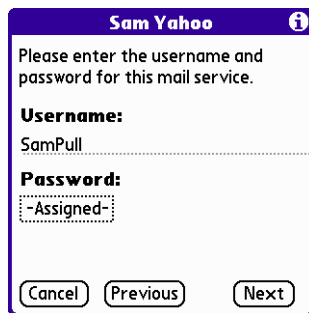 Sam Yahoo
Please enter the username and
password for this mail service.
Username:
SamPull
Password:
-Assigned-
Cancel Previous Next